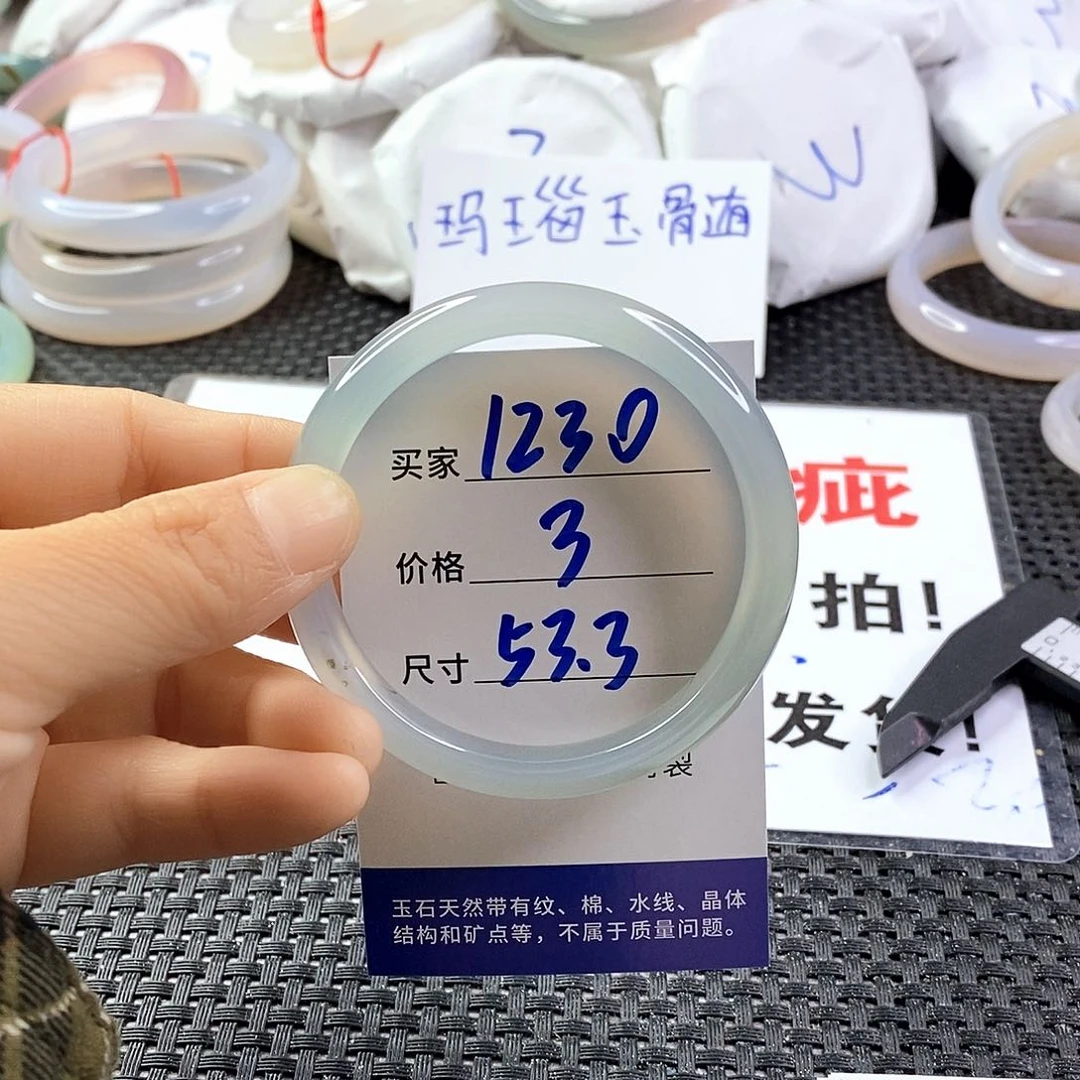 玛瑙玉骨髓
买家 1230
价格 3
尺寸 53.3
裂
玉石天然带有纹、棉、水线、晶体
结构和矿点等，不属于质量问题。
疵
拍！
发货！